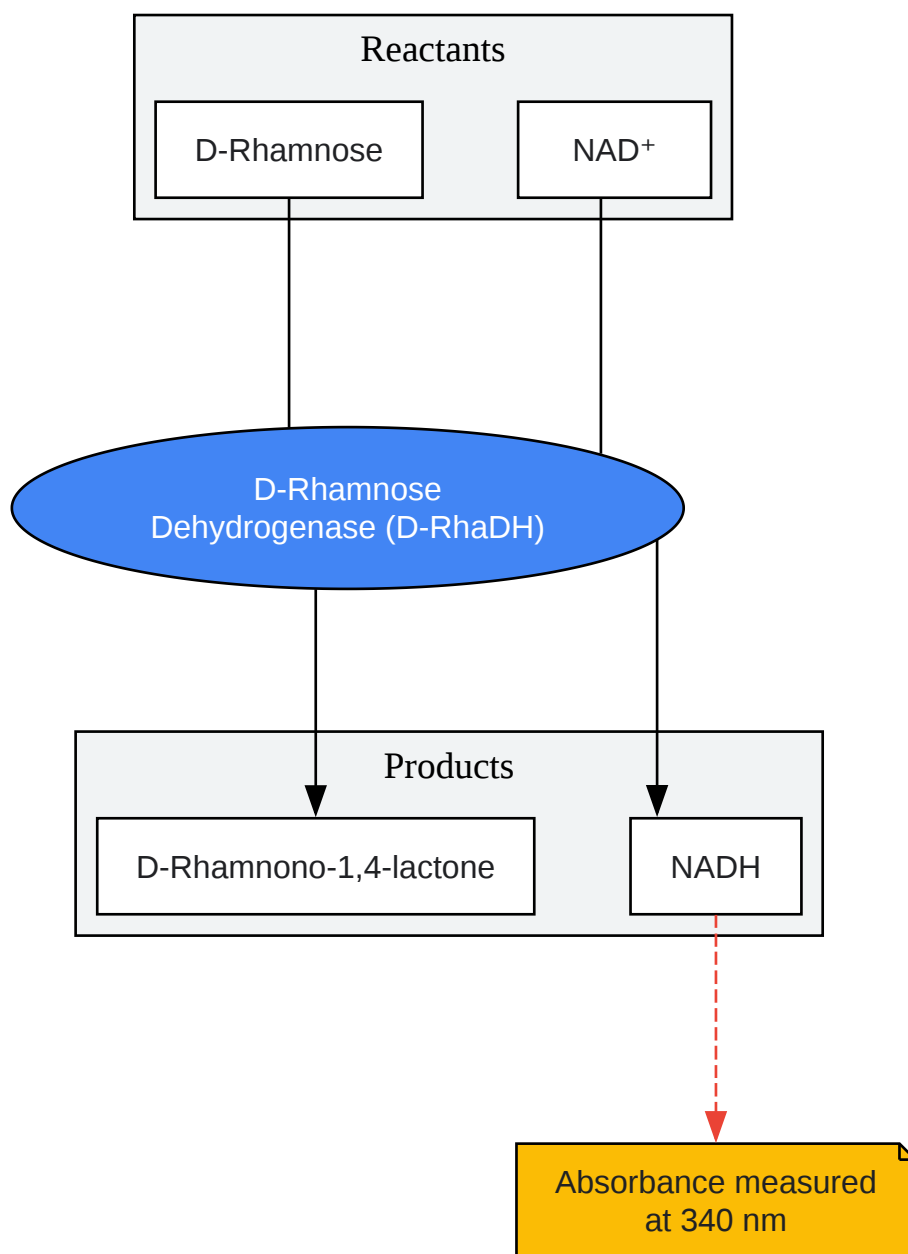 Reactants
D-Rhamnose
NAD⁺
D-Rhamnose
Dehydrogenase (D-RhaDH)
Products
D-Rhamnono-1,4-lactone
NADH
Absorbance measured
at 340 nm